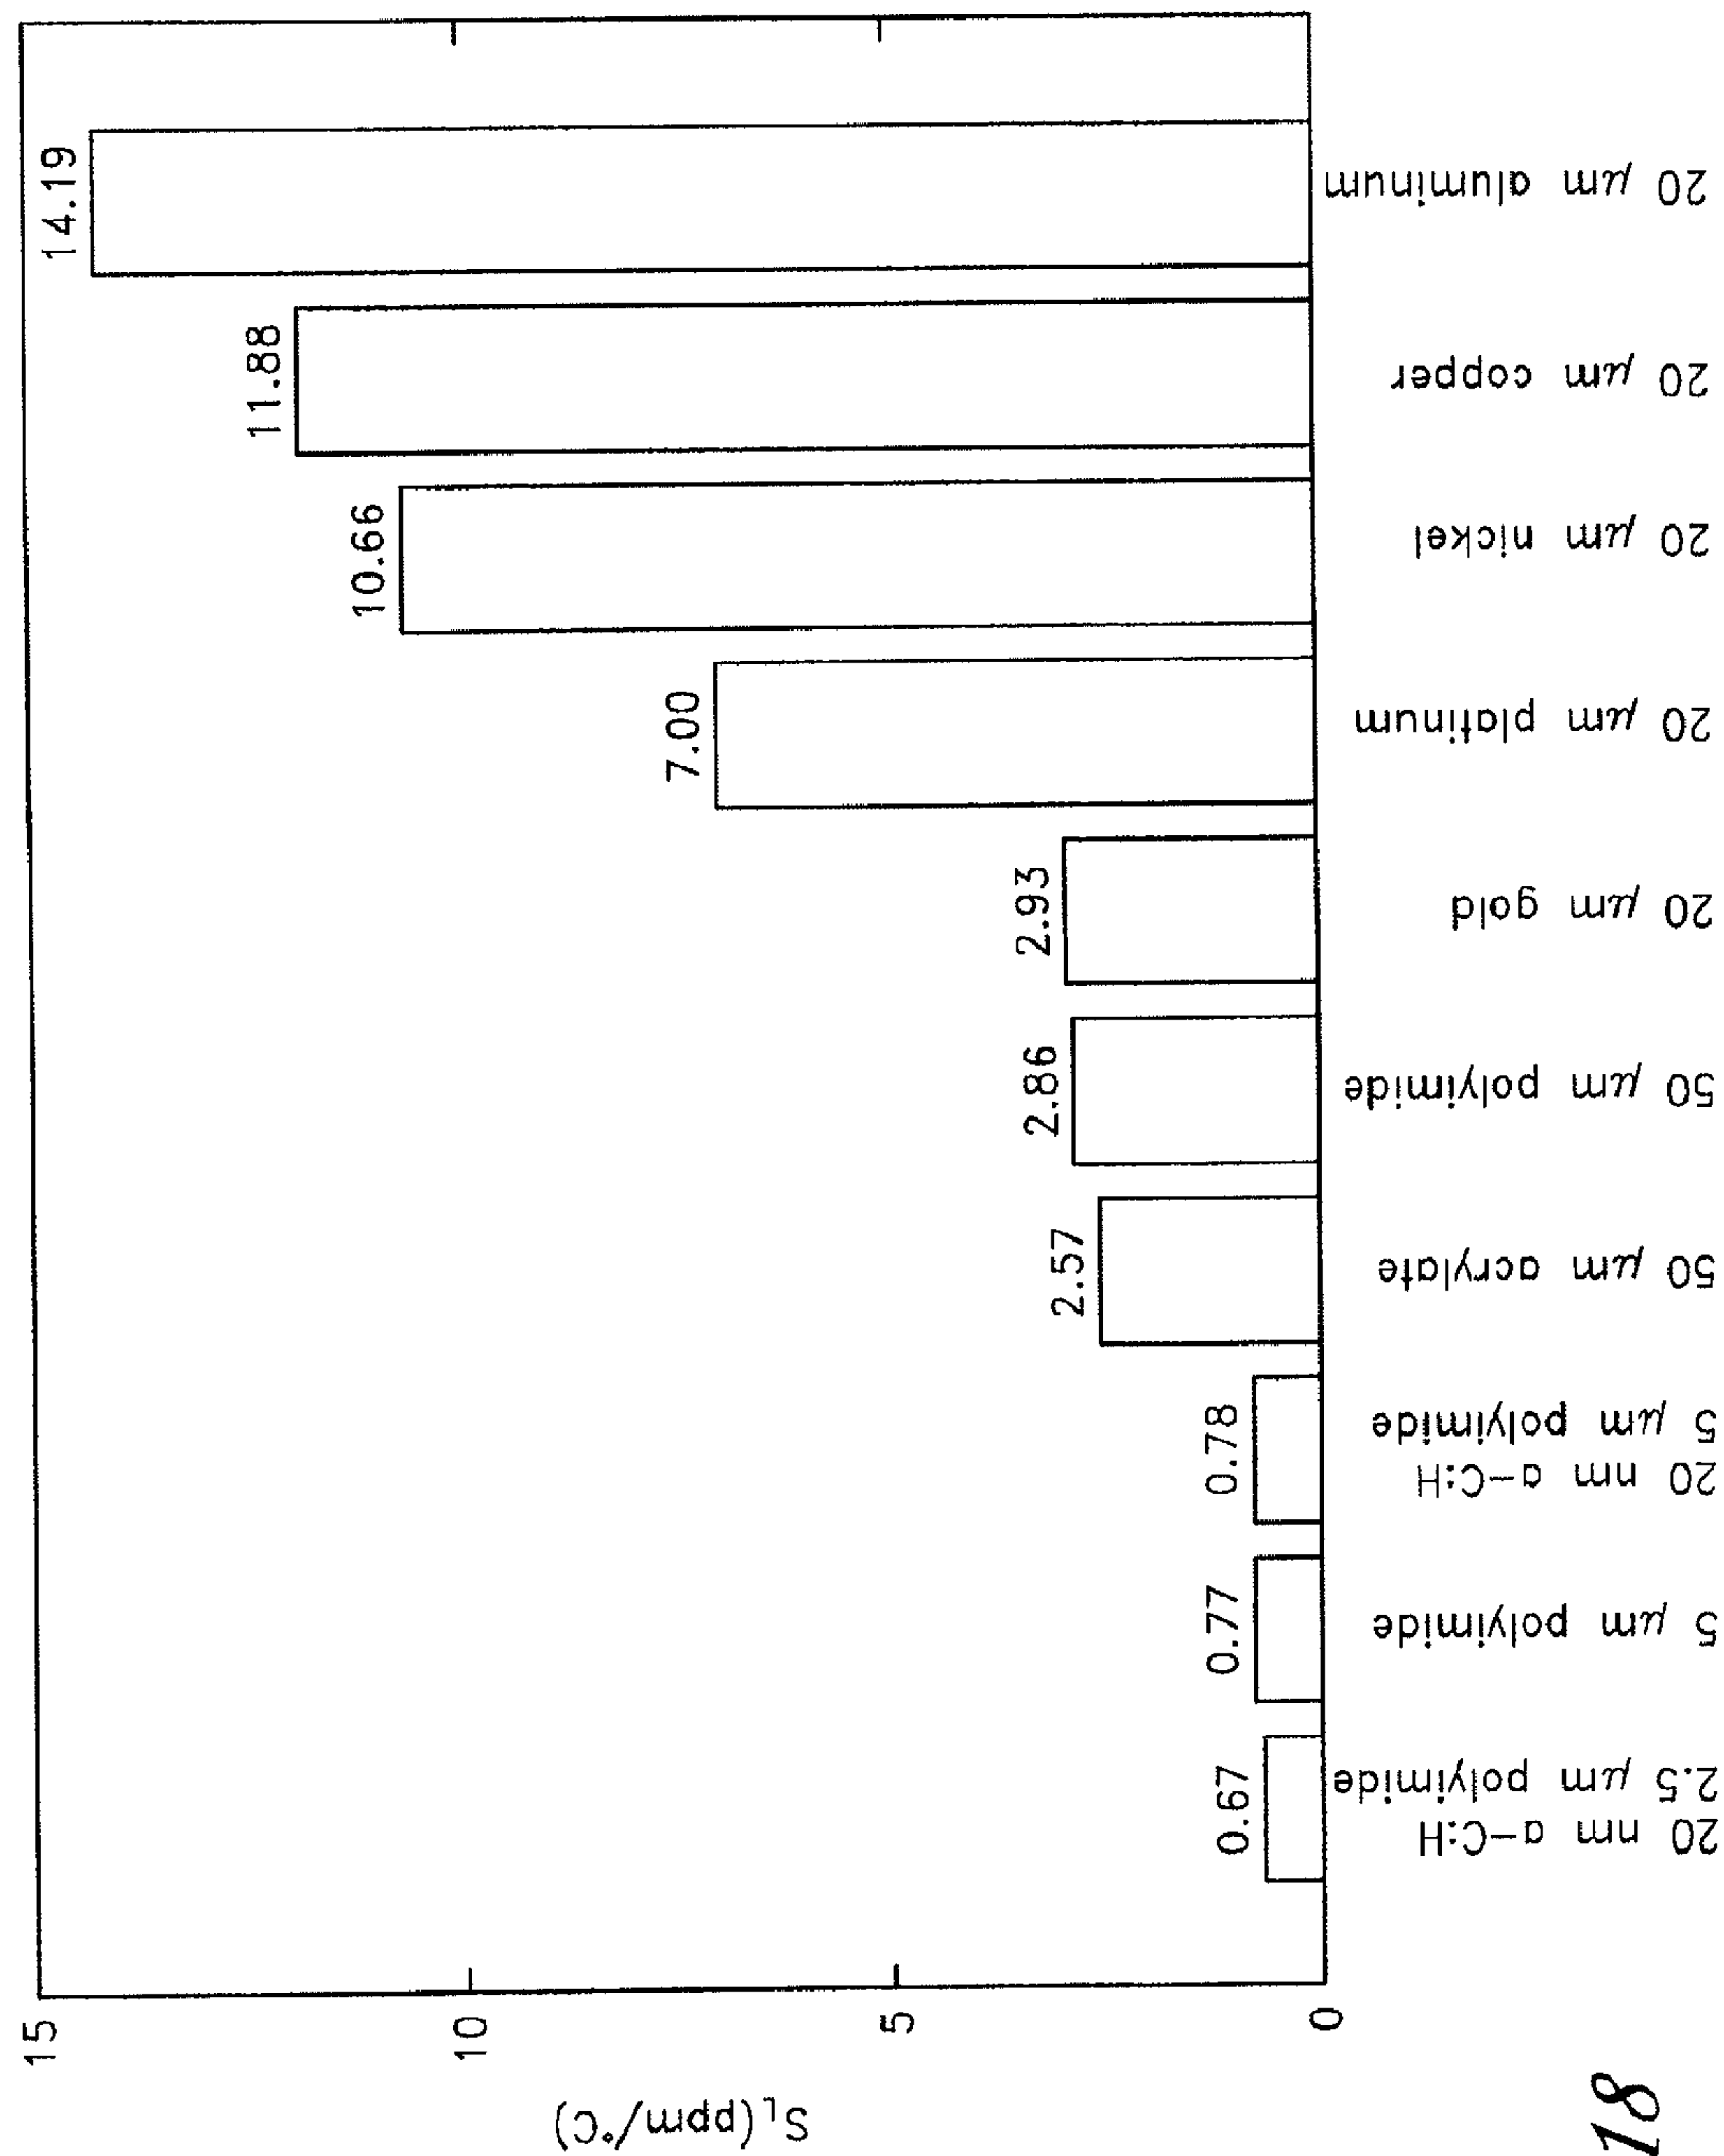 15
10
5
0
S_L(ppm/°C)
14.19
11.88
10.66
7.00
2.93
2.86
2.57
0.78
0.77
0.67
20 μm aluminum
20 μm copper
20 μm nickel
20 μm platinum
20 μm gold
50 μm polyimide
50 μm acrylate
5 μm polyimide
20 nm a-C:H
5 μm polyimide
2.5 μm polyimide
20 nm a-C:H
18